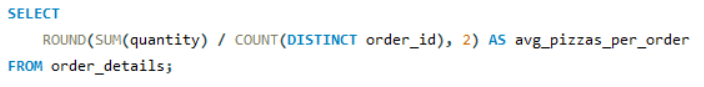 SELECT
    ROUND(SUM(quantity) / COUNT(DISTINCT order_id), 2) AS avg_pizzas_per_order
FROM order_details;